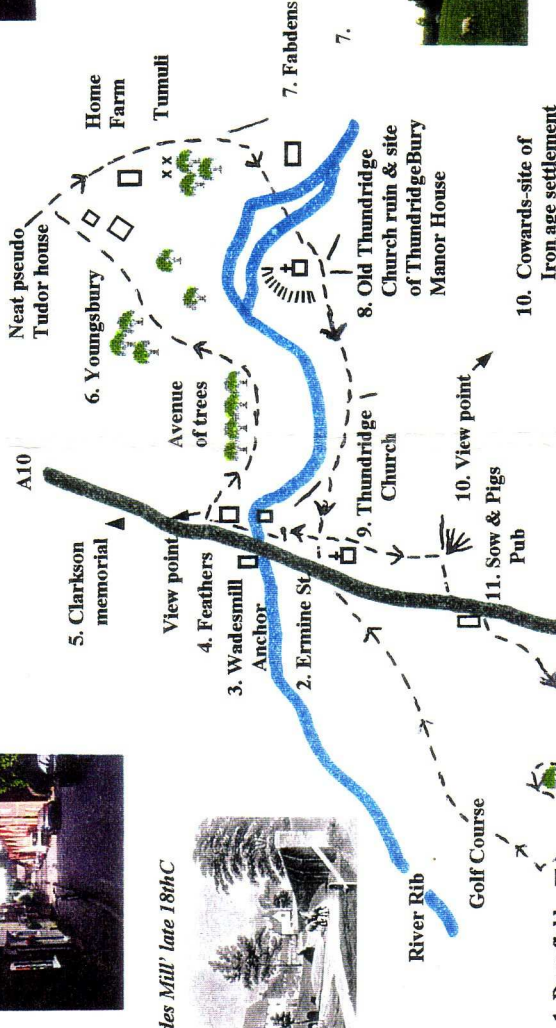 Neat pseudo
Tudor house
Home
Farm
Tumuli
7. Fabdens
7.
6. Youngsbury
Avenue
of trees
A10
5. Clarkson
memorial
View point
4. Feathers
3. Wadesmill
Anchor
2. Ermine St
8. Old Thundridge
Church ruin & site
of ThundridgeBury
Manor House
9. Thundridge
Church
10. View point
11. Sow & Pigs
Pub
10. Cowards-site of
Iron age settlement
River Rib
Golf Course
Mill' late 18thC